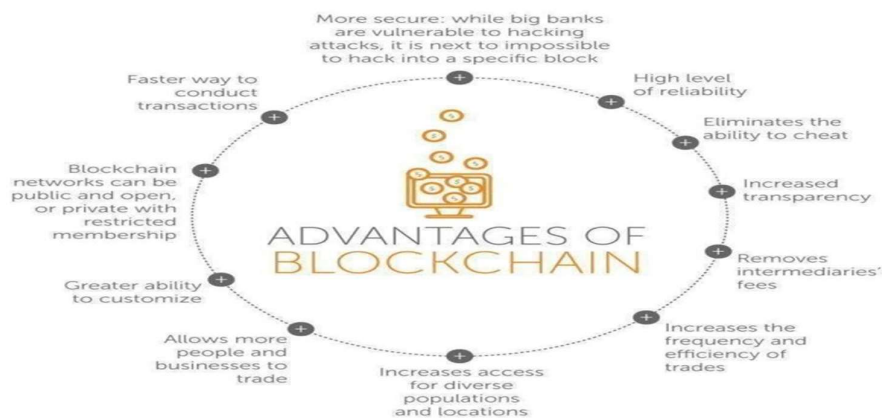 More secure: while big banks
are vulnerable to hacking
attacks, it is next to impossible
to hack into a specific block
High level
of reliability
Eliminates the
ability to cheat
Increased
transparency
Removes
intermediaries'
fees
Increases the
frequency and
efficiency of
trades
Increases access
for diverse
populations
and locations
Allows more
people and
businesses to
trade
Greater ability
to customize
Blockchain
networks can be
public and open,
or private with
restricted
membership
Faster way to
conduct
transactions
ADVANTAGES OF
BLOCKCHAIN